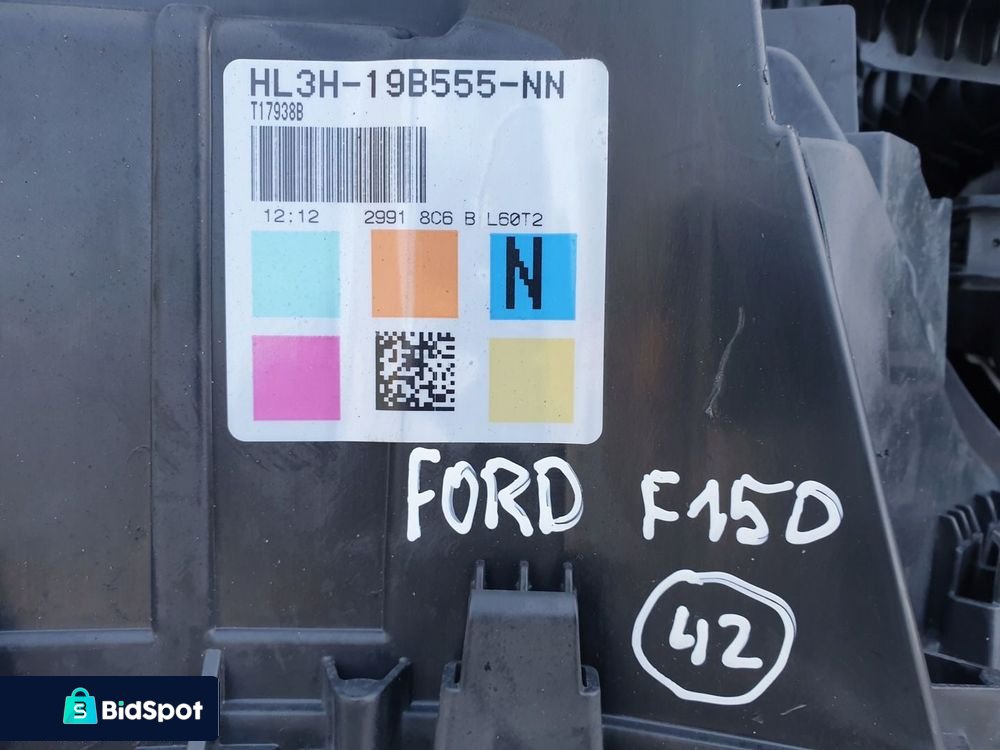 HL3H-19B555-NN
T17938B
12:12 2991 8C6 B L60T2
N
FORD F150
42
BidSpot